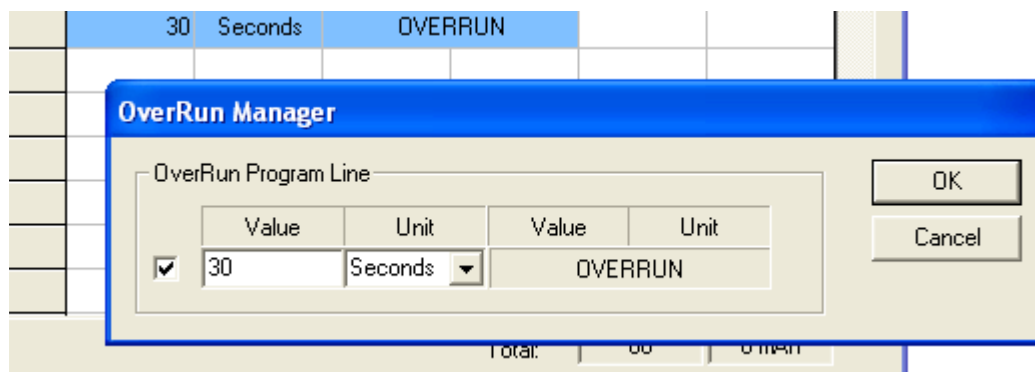 30 Seconds OVERRUN
OverRun Manager
OverRun Program Line
OK
Value Unit Value Unit
Cancel
30 Seconds OVERRUN
Total: